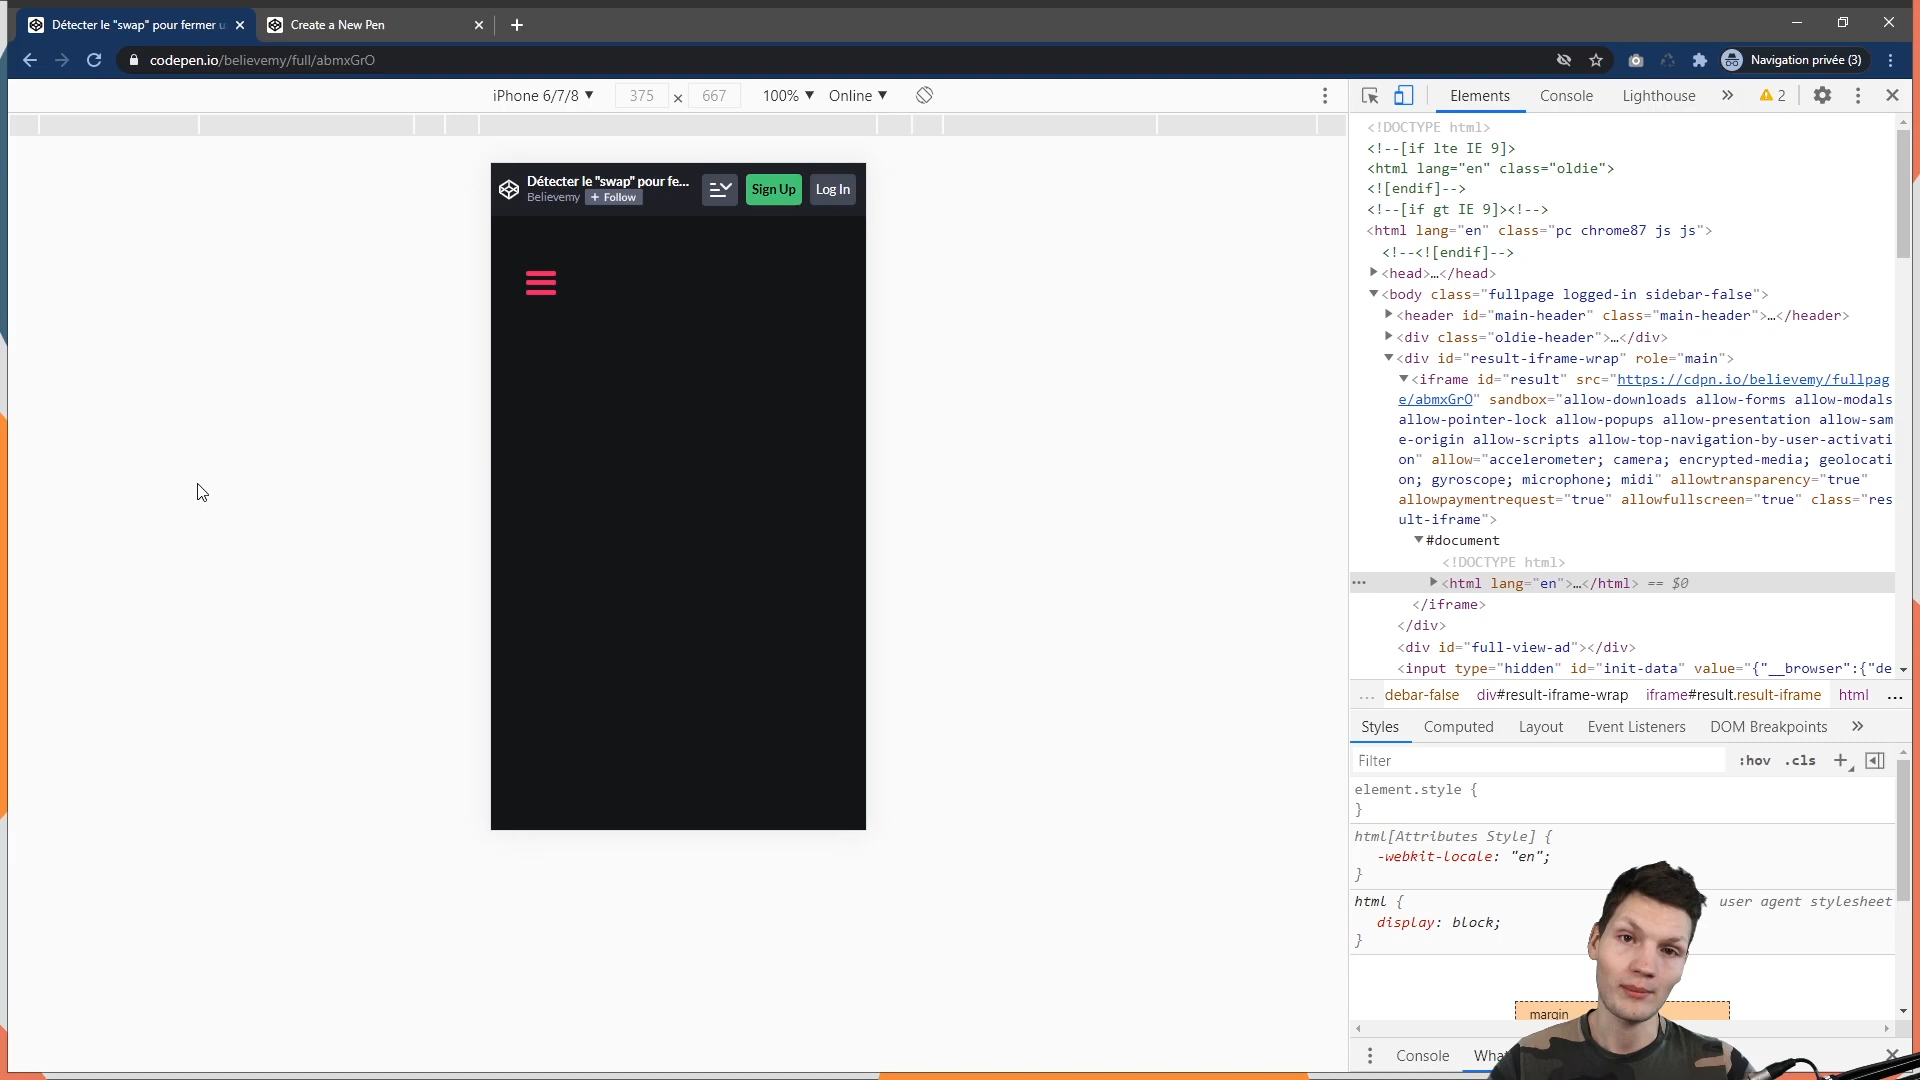 Détecter le "swap" pour fermer u
Create a New Pen
codepen.io/believemy/full/abmxGrO
Navigation privée (3)
iPhone 6/7/8 ▼ 375 x 667 100% ▼ Online ▼
Elements Console Lighthouse » 2
Détecter le "swap" pour fe...
Believemy + Follow
Sign Up
Log In
<!DOCTYPE html>
<!--[if lte IE 9]>
<html lang="en" class="oldie">
<![endif]-->
<!--[if gt IE 9]><!-->
<html lang="en" class="pc chrome87 js js">
<!--<![endif]-->
<head>…</head>
<body class="fullpage logged-in sidebar-false">
<header id="main-header" class="main-header">…</header>
<div class="oldie-header">…</div>
<div id="result-iframe-wrap" role="main">
<iframe id="result" src="https://cdpn.io/believemy/fullpag
e/abmxGrO" sandbox="allow-downloads allow-forms allow-modals
allow-pointer-lock allow-popups allow-presentation allow-sam
e-origin allow-scripts allow-top-navigation-by-user-activati
on" allow="accelerometer; camera; encrypted-media; geolocati
on; gyroscope; microphone; midi" allowtransparency="true"
allowpaymentrequest="true" allowfullscreen="true" class="res
ult-iframe">
#document
<!DOCTYPE html>
<html lang="en">…</html> == $0
</iframe>
</div>
<div id="full-view-ad"></div>
<input type="hidden" id="init-data" value="{"__browser":{"de
... debar-false div#result-iframe-wrap iframe#result.result-iframe html ...
Styles Computed Layout Event Listeners DOM Breakpoints »
Filter :hov .cls +
element.style {
}
html[Attributes Style] {
-webkit-locale: "en";
}
html { user agent stylesheet
display: block;
}
margin
Console What